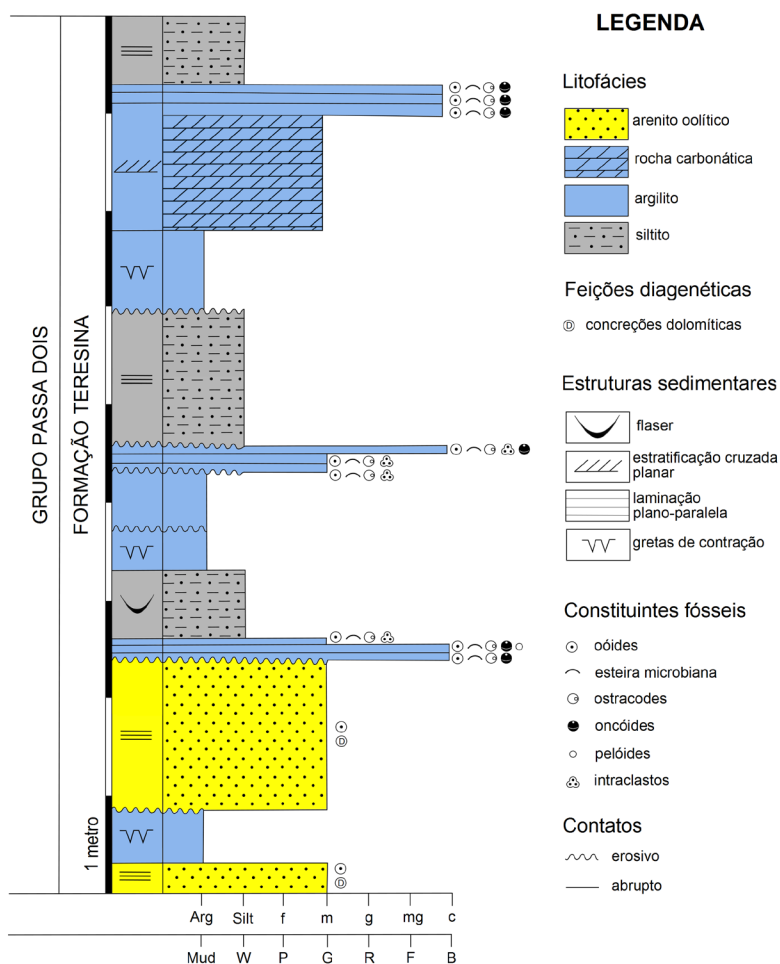 GRUPO PASSA DOIS
FORMAÇÃO TERESINA
1 metro
D
D
Arg Silt f m g mg c
Mud W P G R F B
LEGENDA
Litofácies
arenito oolítico
rocha carbonática
argilito
siltito
Feições diagenéticas
D concreções dolomíticas
Estruturas sedimentares
flaser
estratificação cruzada
planar
laminação
plano-paralela
gretas de contração
Constituintes fósseis
oóides
esteira microbiana
ostracodes
oncóides
pelóides
intraclastos
Contatos
erosivo
abrupto